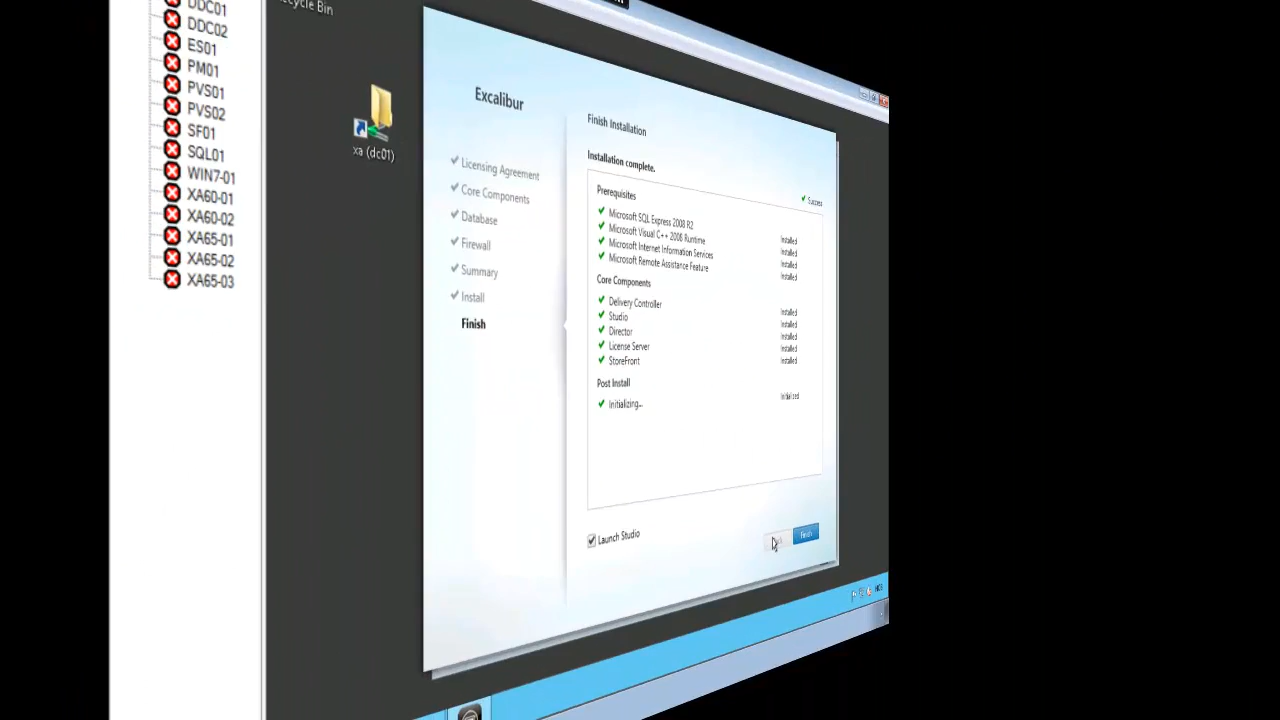 DDC01
DDC02
ES01
PM01
PVS01
PVS02
SF01
SQL01
WIN7-01
XA60-01
XA60-02
XA65-01
XA65-02
XA65-03
Recycle Bin
xa (dc01)
Excalibur
Licensing Agreement
Core Components
Database
Firewall
Summary
Install
Finish
Finish Installation
Installation complete.
Success
Prerequisites
Microsoft SQL Express 2008 R2 Installed
Microsoft Visual C++ 2008 Runtime Installed
Microsoft Internet Information Services Installed
Microsoft Remote Assistance Feature Installed
Core Components
Delivery Controller Installed
Studio Installed
Director Installed
License Server Installed
StoreFront Installed
Post Install
Initializing... Initialized
Launch Studio
Finish